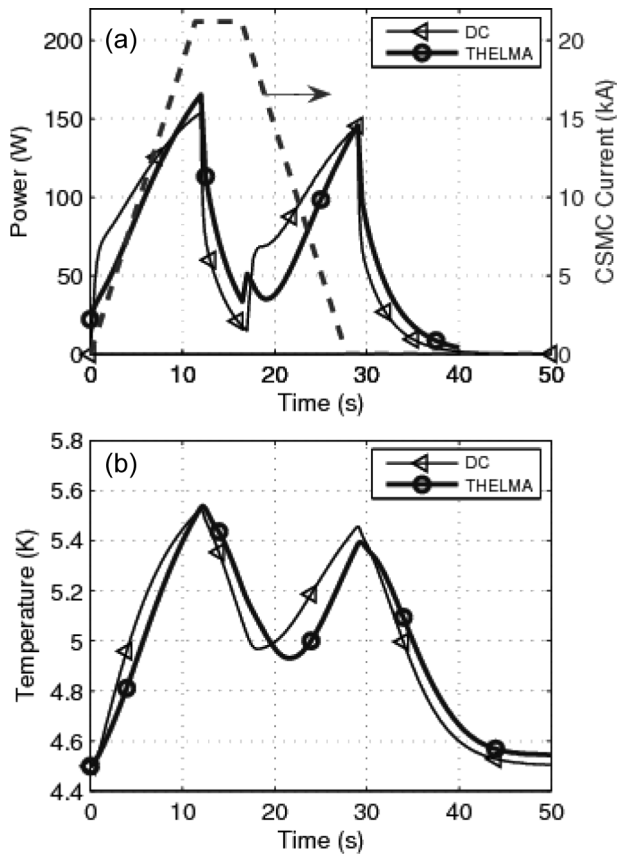 (a)
DC
THELMA
200
150
100
50
0
Power (W)
20
15
10
5
0
CSMC Current (kA)
0 10 20 30 40 50
Time (s)
(b)
DC
THELMA
5.8
5.6
5.4
5.2
5
4.8
4.6
4.4
Temperature (K)
0 10 20 30 40 50
Time (s)